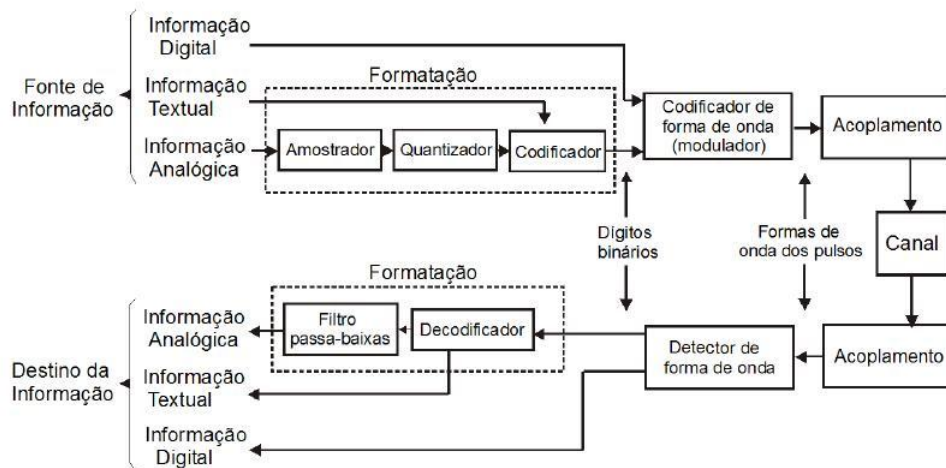 Informação
Digital
Formatação
Fonte de
Informação
Informação
Textual
Informação
Analógica
Amostrador
Quantizador
Codificador
Codificador de
forma de onda
(modulador)
Acoplamento
Dígitos
binários
Formas de
onda dos pulsos
Canal
Formatação
Informação
Analógica
Filtro
passa-baixas
Decodificador
Detector de
forma de onda
Acoplamento
Destino da
Informação
Informação
Textual
Informação
Digital